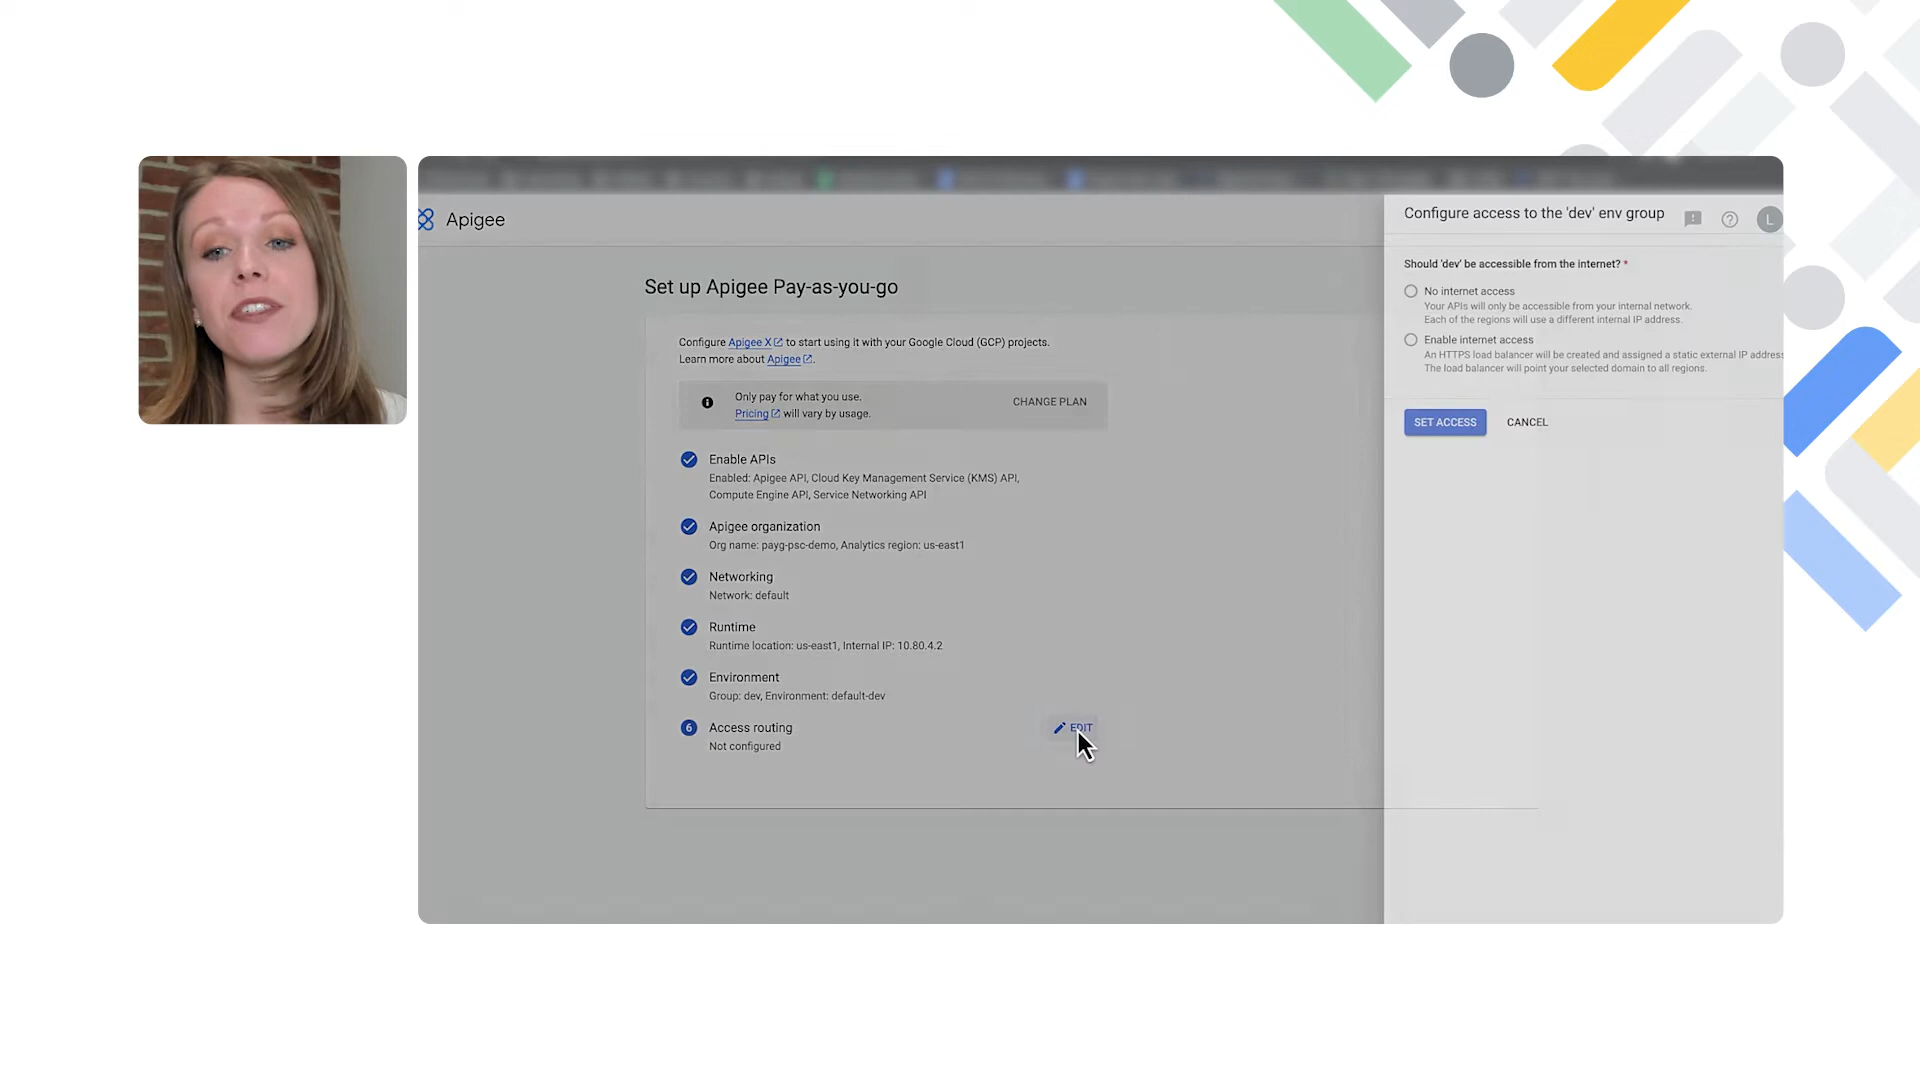 Apigee
Set up Apigee Pay-as-you-go
Configure Apigee X to start using it with your Google Cloud (GCP) projects.
Learn more about Apigee.
Only pay for what you use.
Pricing will vary by usage.
CHANGE PLAN
Enable APIs
Enabled: Apigee API, Cloud Key Management Service (KMS) API,
Compute Engine API, Service Networking API
Apigee organization
Org name: payg-psc-demo, Analytics region: us-east1
Networking
Network: default
Runtime
Runtime location: us-east1, Internal IP: 10.80.4.2
Environment
Group: dev, Environment: default-dev
6 Access routing
Not configured
EDIT
Configure access to the 'dev' env group
L
Should 'dev' be accessible from the internet? *
No internet access
Your APIs will only be accessible from your internal network.
Each of the regions will use a different internal IP address.
Enable internet access
An HTTPS load balancer will be created and assigned a static external IP address
The load balancer will point your selected domain to all regions.
SET ACCESS
CANCEL